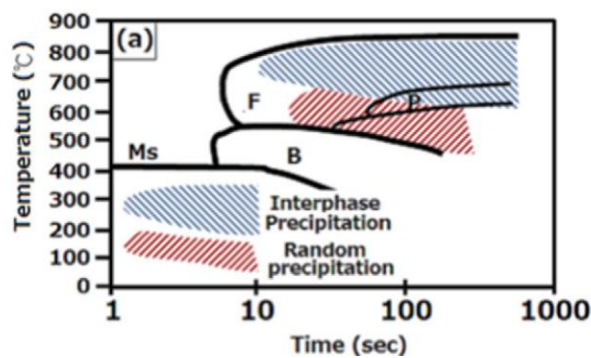 (a)
Temperature (℃)
900
800
700
600
500
400
300
200
100
0
F
P
Ms
B
Interphase
Precipitation
Random
precipitation
1
10
100
1000
Time (sec)